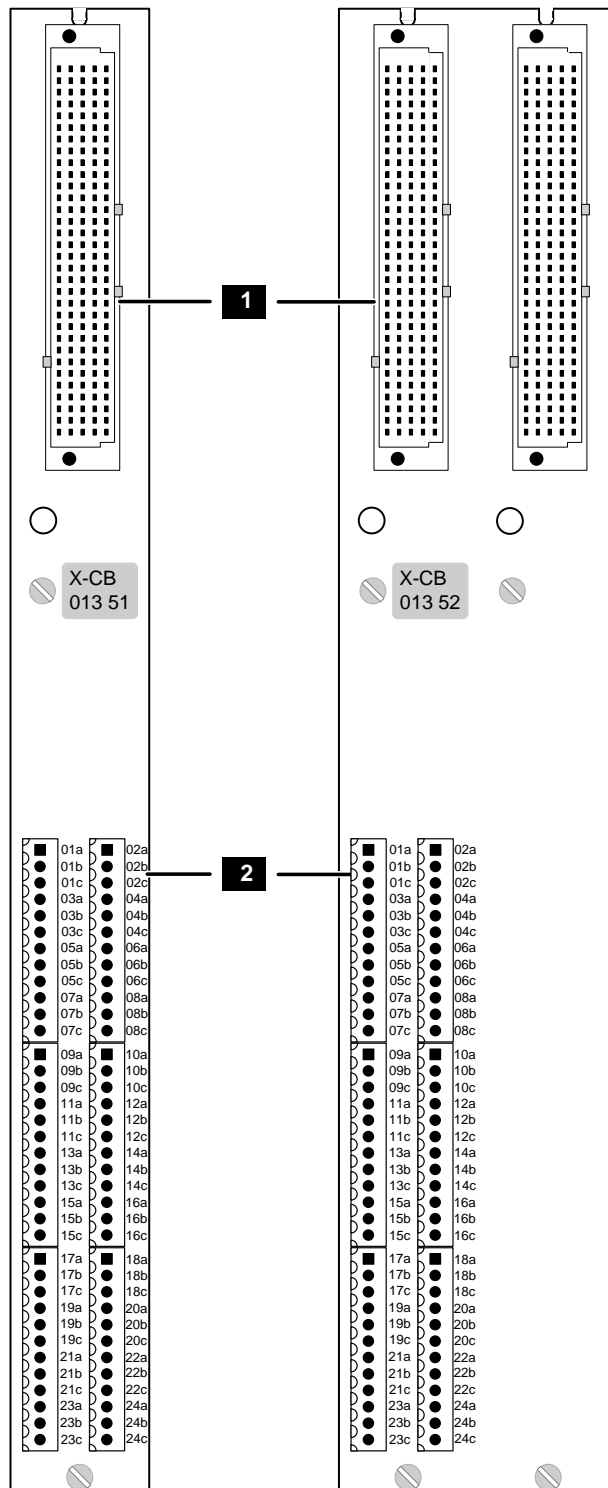 1
X-CB
013 51
X-CB
013 52
2
01a 02a 01a 02a
01b 02b 01b 02b
01c 02c 01c 02c
03a 04a 03a 04a
03b 04b 03b 04b
03c 04c 03c 04c
05a 06a 05a 06a
05b 06b 05b 06b
05c 06c 05c 06c
07a 08a 07a 08a
07b 08b 07b 08b
07c 08c 07c 08c
09a 10a 09a 10a
09b 10b 09b 10b
09c 10c 09c 10c
11a 12a 11a 12a
11b 12b 11b 12b
11c 12c 11c 12c
13a 14a 13a 14a
13b 14b 13b 14b
13c 14c 13c 14c
15a 16a 15a 16a
15b 16b 15b 16b
15c 16c 15c 16c
17a 18a 17a 18a
17b 18b 17b 18b
17c 18c 17c 18c
19a 20a 19a 20a
19b 20b 19b 20b
19c 20c 19c 20c
21a 22a 21a 22a
21b 22b 21b 22b
21c 22c 21c 22c
23a 24a 23a 24a
23b 24b 23b 24b
23c 24c 23c 24c